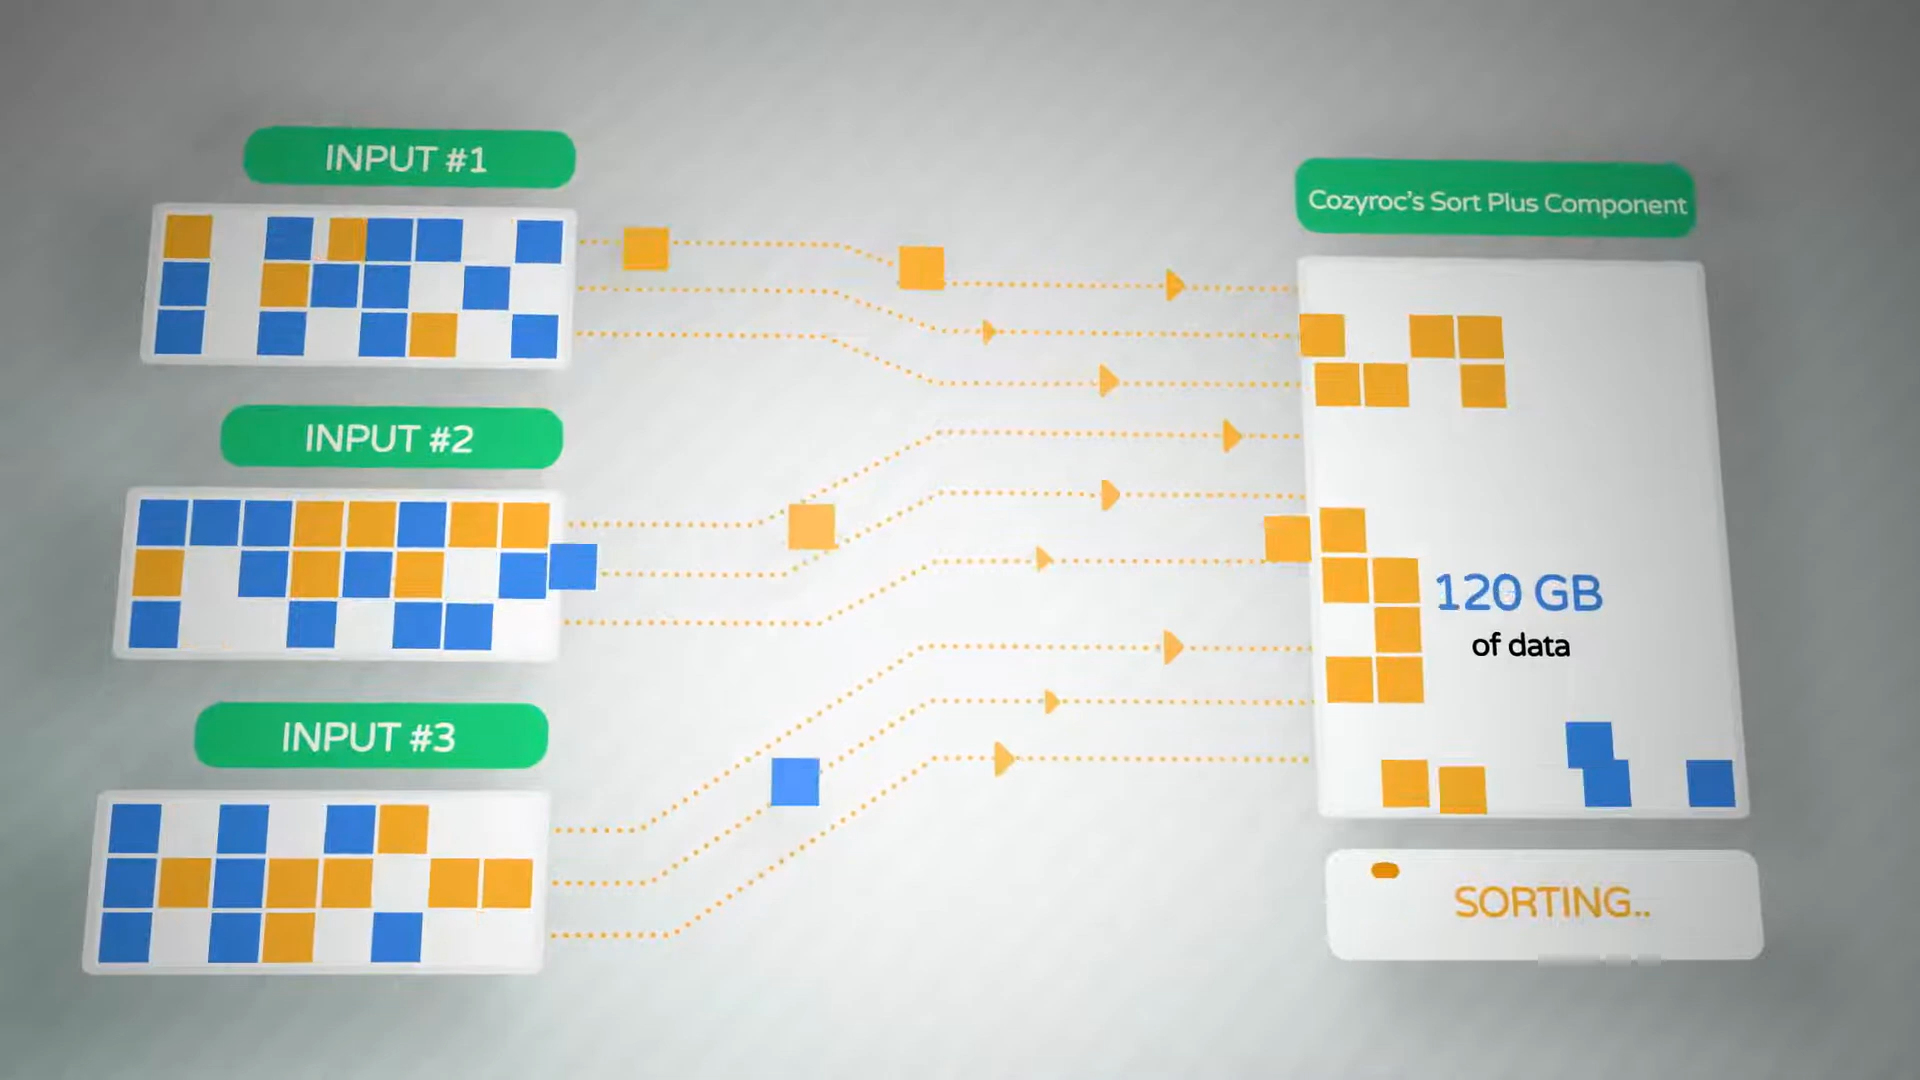 INPUT #1
Cozyroc's Sort Plus Component
INPUT #2
120 GB
of data
INPUT #3
SORTING..